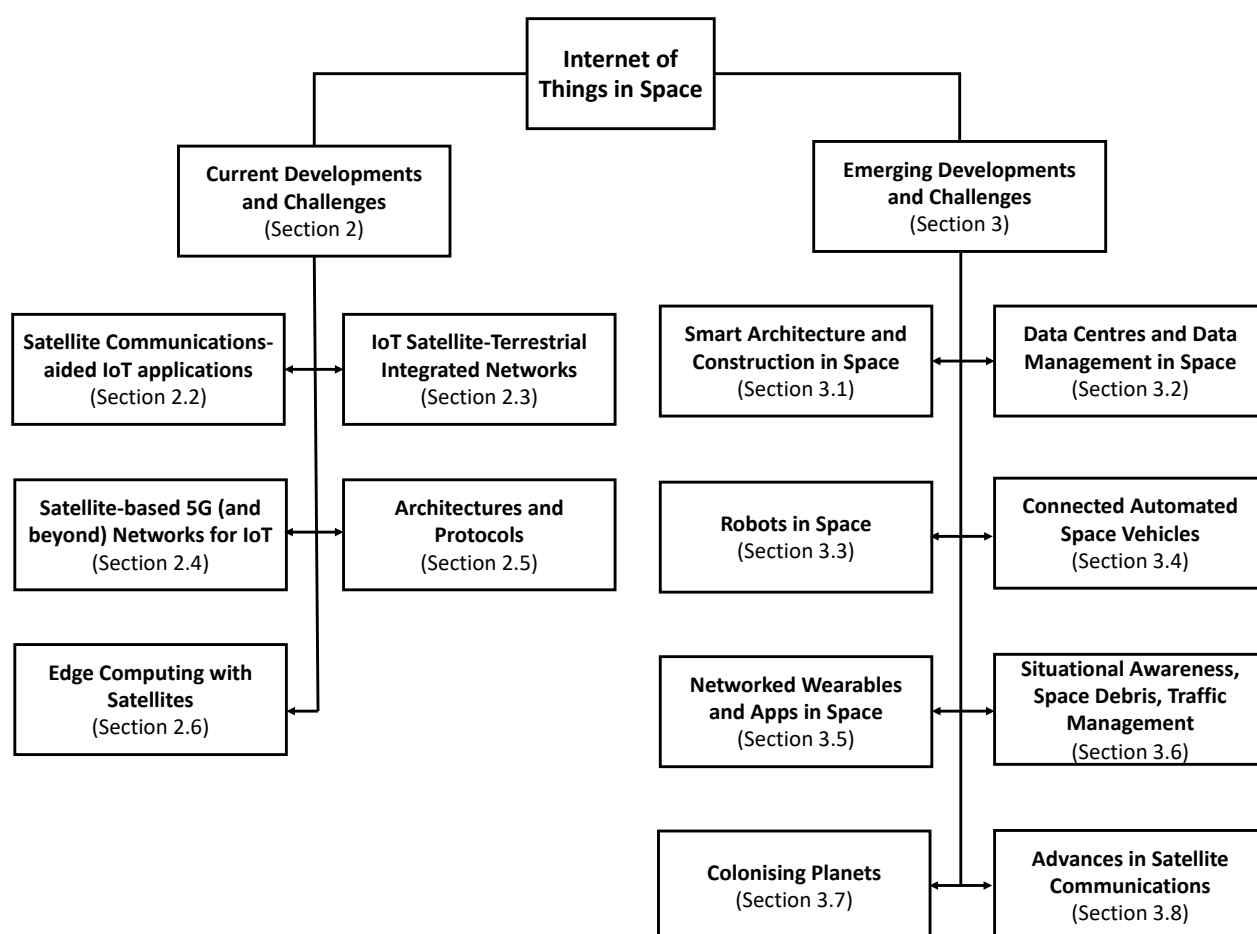 Internet of
Things in Space
Current Developments
and Challenges
(Section 2)
Emerging Developments
and Challenges
(Section 3)
Satellite Communications-
aided IoT applications
(Section 2.2)
IoT Satellite-Terrestrial
Integrated Networks
(Section 2.3)
Smart Architecture and
Construction in Space
(Section 3.1)
Data Centres and Data
Management in Space
(Section 3.2)
Satellite-based 5G (and
beyond) Networks for IoT
(Section 2.4)
Architectures and
Protocols
(Section 2.5)
Robots in Space
(Section 3.3)
Connected Automated
Space Vehicles
(Section 3.4)
Edge Computing with
Satellites
(Section 2.6)
Networked Wearables
and Apps in Space
(Section 3.5)
Situational Awareness,
Space Debris, Traffic
Management
(Section 3.6)
Colonising Planets
(Section 3.7)
Advances in Satellite
Communications
(Section 3.8)